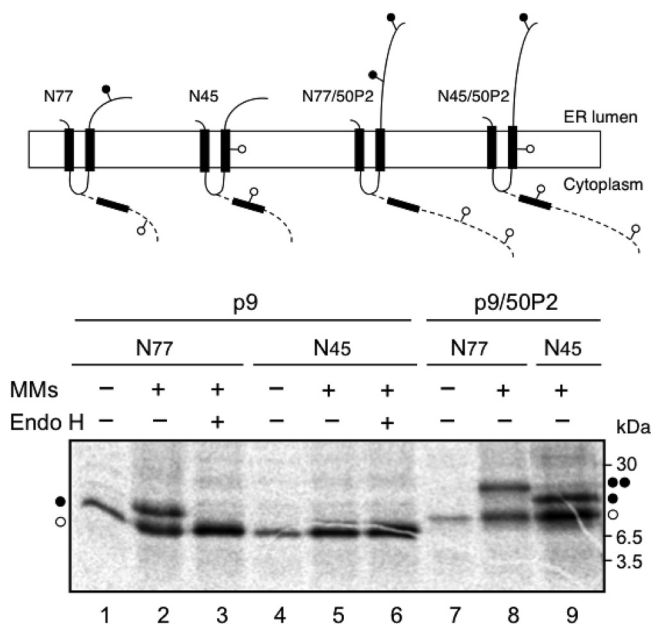 N77 N45 N77/50P2 N45/50P2
ER lumen
Cytoplasm
p9 p9/50P2
N77 N45 N77 N45
MMs − + + − + + − + +
Endo H − − + − − + − − −
kDa
30
6.5
3.5
1 2 3 4 5 6 7 8 9